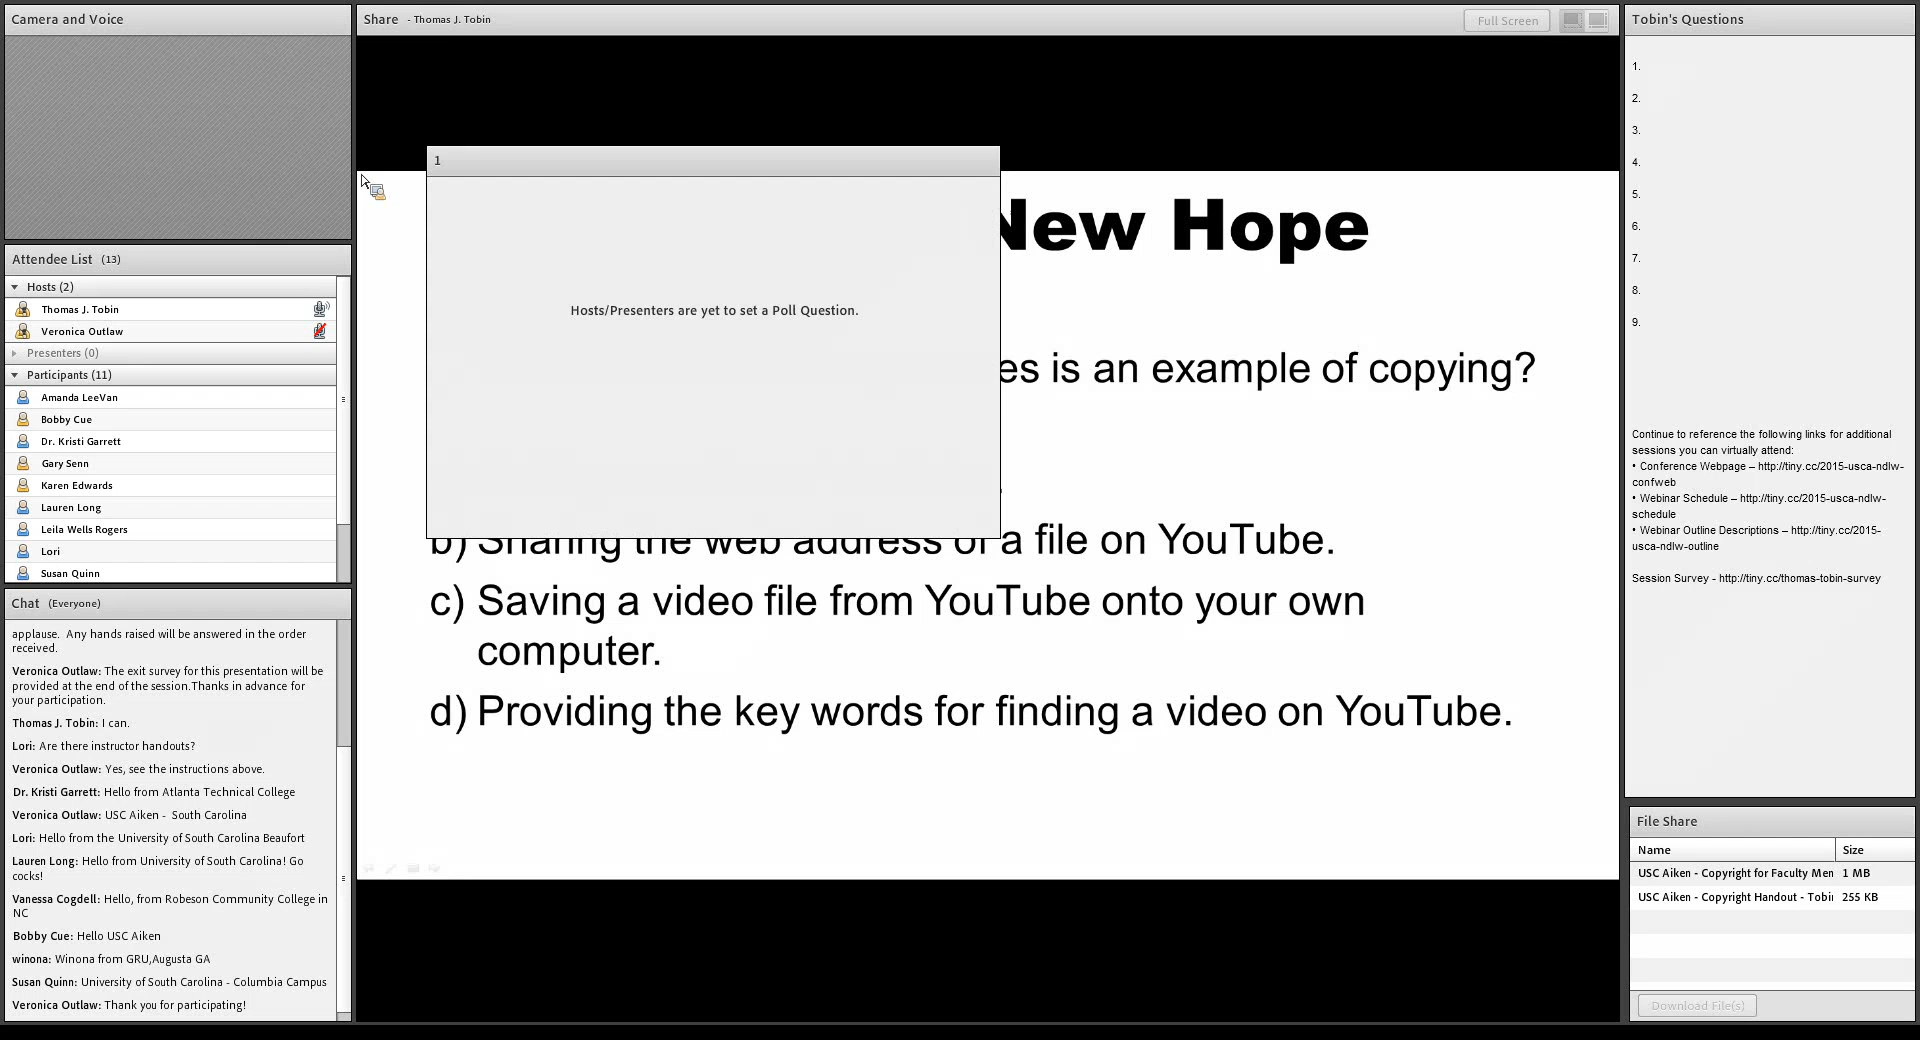 Camera and Voice
Attendee List (13)
Hosts (2)
Thomas J. Tobin
Veronica Outlaw
Presenters (0)
Participants (11)
Amanda LeeVan
Bobby Cue
Dr. Kristi Garrett
Gary Senn
Karen Edwards
Lauren Long
Leila Wells Rogers
Lori
Susan Quinn
Chat (Everyone)
applause. Any hands raised will be answered in the order
received.
Veronica Outlaw: The exit survey for this presentation will be
provided at the end of the session.Thanks in advance for
your participation.
Thomas J. Tobin: I can.
Lori: Are there instructor handouts?
Veronica Outlaw: Yes, see the instructions above.
Dr. Kristi Garrett: Hello from Atlanta Technical College
Veronica Outlaw: USC Aiken - South Carolina
Lori: Hello from the University of South Carolina Beaufort
Lauren Long: Hello from University of South Carolina! Go
cocks!
Vanessa Cogdell: Hello, from Robeson Community College in
NC
Bobby Cue: Hello USC Aiken
winona: Winona from GRU,Augusta GA
Susan Quinn: University of South Carolina - Columbia Campus
Veronica Outlaw: Thank you for participating!
Share - Thomas J. Tobin
Full Screen
1
Hosts/Presenters are yet to set a Poll Question.
New Hope
es is an example of copying?
b) Sharing the web address of a file on YouTube.
c) Saving a video file from YouTube onto your own
computer.
d) Providing the key words for finding a video on YouTube.
Tobin's Questions
1.
2.
3.
4.
5.
6.
7.
8.
9.
Continue to reference the following links for additional
sessions you can virtually attend:
• Conference Webpage – http://tiny.cc/2015-usca-ndlw-
confweb
• Webinar Schedule – http://tiny.cc/2015-usca-ndlw-
schedule
• Webinar Outline Descriptions – http://tiny.cc/2015-
usca-ndlw-outline
Session Survey - http://tiny.cc/thomas-tobin-survey
File Share
Name Size
USC Aiken - Copyright for Faculty Men 1 MB
USC Aiken - Copyright Handout - Tobi 255 KB
Download File(s)